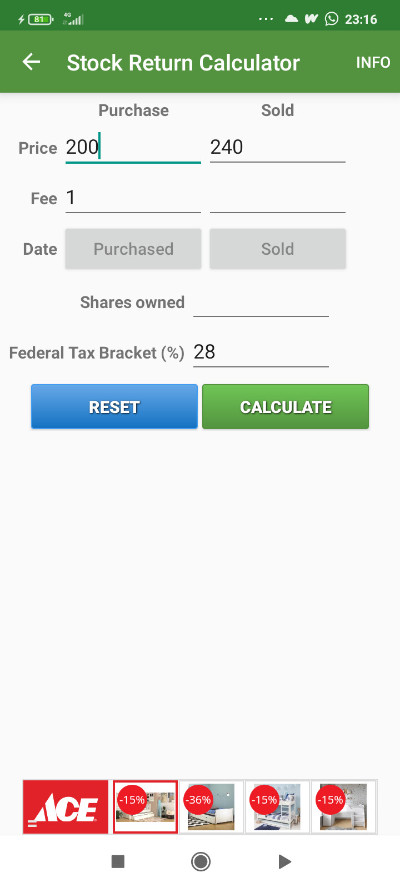 81 4G ... 23:16
Stock Return Calculator INFO
Purchase Sold
Price 200 240
Fee 1
Date Purchased Sold
Shares owned
Federal Tax Bracket (%) 28
RESET CALCULATE
ACE -15% -36% -15% -15%